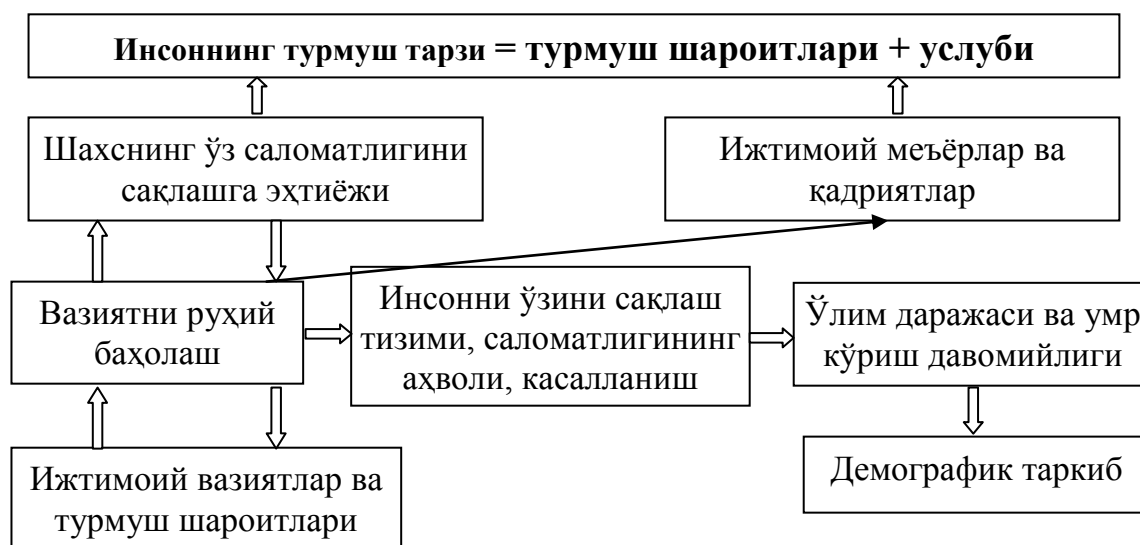 Инсоннинг турмуш тарзи = турмуш шароитлари + услуби
Шахснинг ўз саломатлигини
сақлашга эҳтиёжи
Ижтимоий меъёрлар ва
қадриятлар
Вазиятни руҳий
баҳолаш
Инсонни ўзини сақлаш
тизими, саломатлигининг
аҳволи, касалланиш
Ўлим даражаси ва умр
кўриш давомийлиги
Ижтимоий вазиятлар ва
турмуш шароитлари
Демографик таркиб